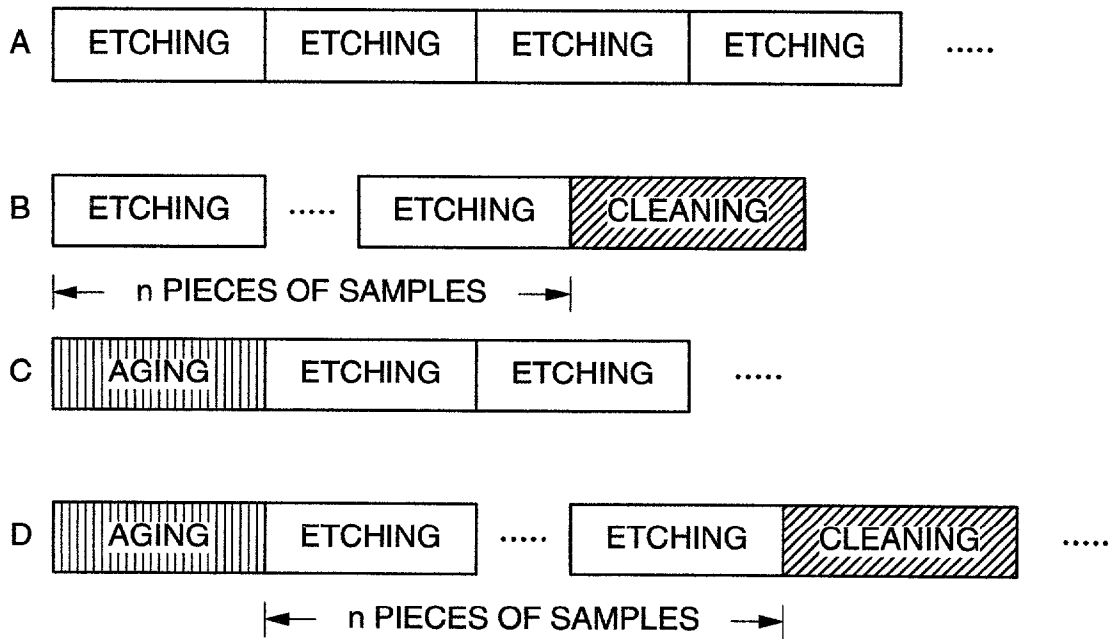 A ETCHING ETCHING ETCHING ETCHING .....
B ETCHING ..... ETCHING CLEANING
n PIECES OF SAMPLES
C AGING ETCHING ETCHING .....
D AGING ETCHING ..... ETCHING CLEANING .....
n PIECES OF SAMPLES